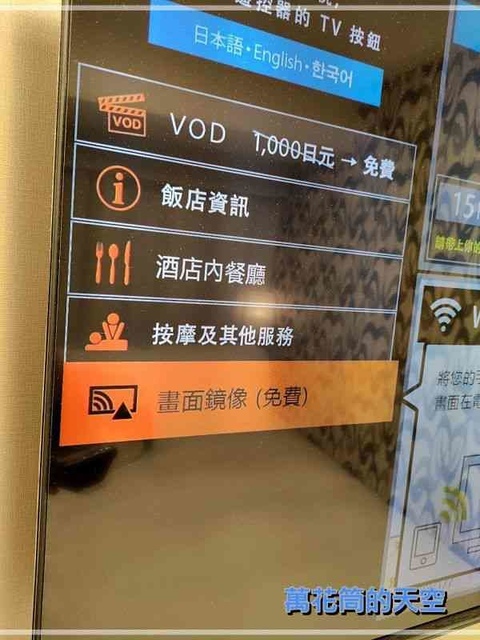 遙控器的 TV 按鈕
日本語・English・한국어
VOD
VOD 1,000日元 → 免費
飯店資訊
酒店內餐廳
按摩及其他服務
畫面鏡像 (免費)
將您的手
畫面在電
萬花筒的天空